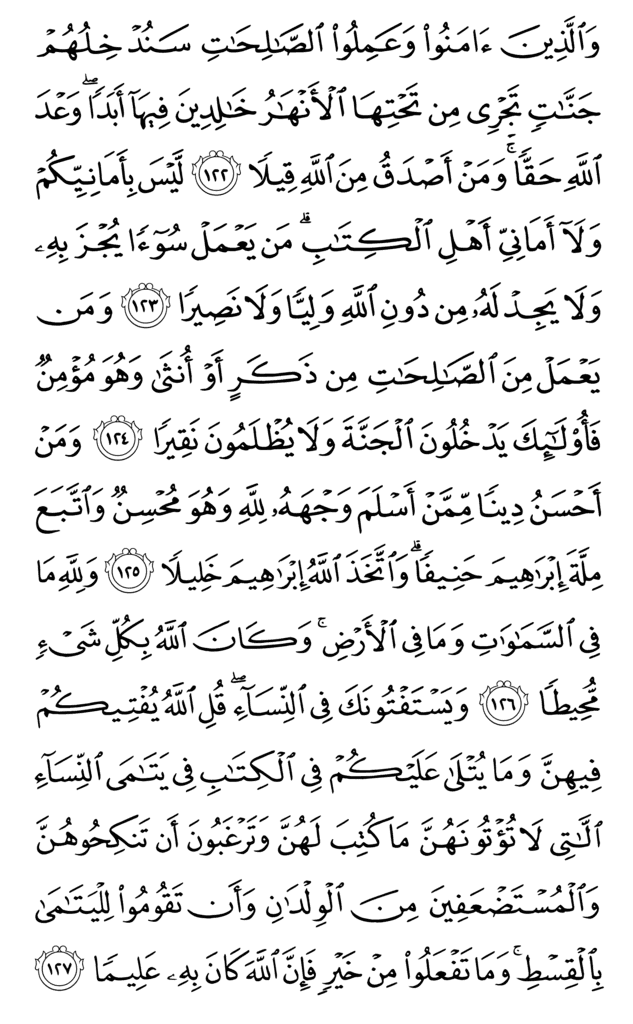 وَٱلَّذِينَ ءَامَنُواْ وَعَمِلُواْ ٱلصَّٰلِحَٰتِ سَنُدۡخِلُهُمۡ
جَنَّٰتٖ تَجۡرِي مِن تَحۡتِهَا ٱلۡأَنۡهَٰرُ خَٰلِدِينَ فِيهَآ أَبَدٗاۖ وَعۡدَ
ٱللَّهِ حَقّٗاۚ وَمَنۡ أَصۡدَقُ مِنَ ٱللَّهِ قِيلٗا ١٢٢ لَّيۡسَ بِأَمَانِيِّكُمۡ
وَلَآ أَمَانِيِّ أَهۡلِ ٱلۡكِتَٰبِۗ مَن يَعۡمَلۡ سُوٓءٗا يُجۡزَ بِهِۦ
وَلَا يَجِدۡ لَهُۥ مِن دُونِ ٱللَّهِ وَلِيّٗا وَلَا نَصِيرٗا ١٢٣ وَمَن
يَعۡمَلۡ مِنَ ٱلصَّٰلِحَٰتِ مِن ذَكَرٍ أَوۡ أُنثَىٰ وَهُوَ مُؤۡمِنٞ
فَأُوْلَٰٓئِكَ يَدۡخُلُونَ ٱلۡجَنَّةَ وَلَا يُظۡلَمُونَ نَقِيرٗا ١٢٤ وَمَنۡ
أَحۡسَنُ دِينٗا مِّمَّنۡ أَسۡلَمَ وَجۡهَهُۥ لِلَّهِ وَهُوَ مُحۡسِنٞ وَٱتَّبَعَ
مِلَّةَ إِبۡرَٰهِيمَ حَنِيفٗاۗ وَٱتَّخَذَ ٱللَّهُ إِبۡرَٰهِيمَ خَلِيلٗا ١٢٥ وَلِلَّهِ مَا
فِي ٱلسَّمَٰوَٰتِ وَمَا فِي ٱلۡأَرۡضِۚ وَكَانَ ٱللَّهُ بِكُلِّ شَيۡءٖ
مُّحِيطٗا ١٢٦ وَيَسۡتَفۡتُونَكَ فِي ٱلنِّسَآءِۖ قُلِ ٱللَّهُ يُفۡتِيكُمۡ
فِيهِنَّ وَمَا يُتۡلَىٰ عَلَيۡكُمۡ فِي ٱلۡكِتَٰبِ فِي يَتَٰمَى ٱلنِّسَآءِ
ٱلَّٰتِي لَا تُؤۡتُونَهُنَّ مَا كُتِبَ لَهُنَّ وَتَرۡغَبُونَ أَن تَنكِحُوهُنَّ
وَٱلۡمُسۡتَضۡعَفِينَ مِنَ ٱلۡوِلۡدَٰنِ وَأَن تَقُومُواْ لِلۡيَتَٰمَىٰ
بِٱلۡقِسۡطِۚ وَمَا تَفۡعَلُواْ مِنۡ خَيۡرٖ فَإِنَّ ٱللَّهَ كَانَ بِهِۦ عَلِيمٗا ١٢٧